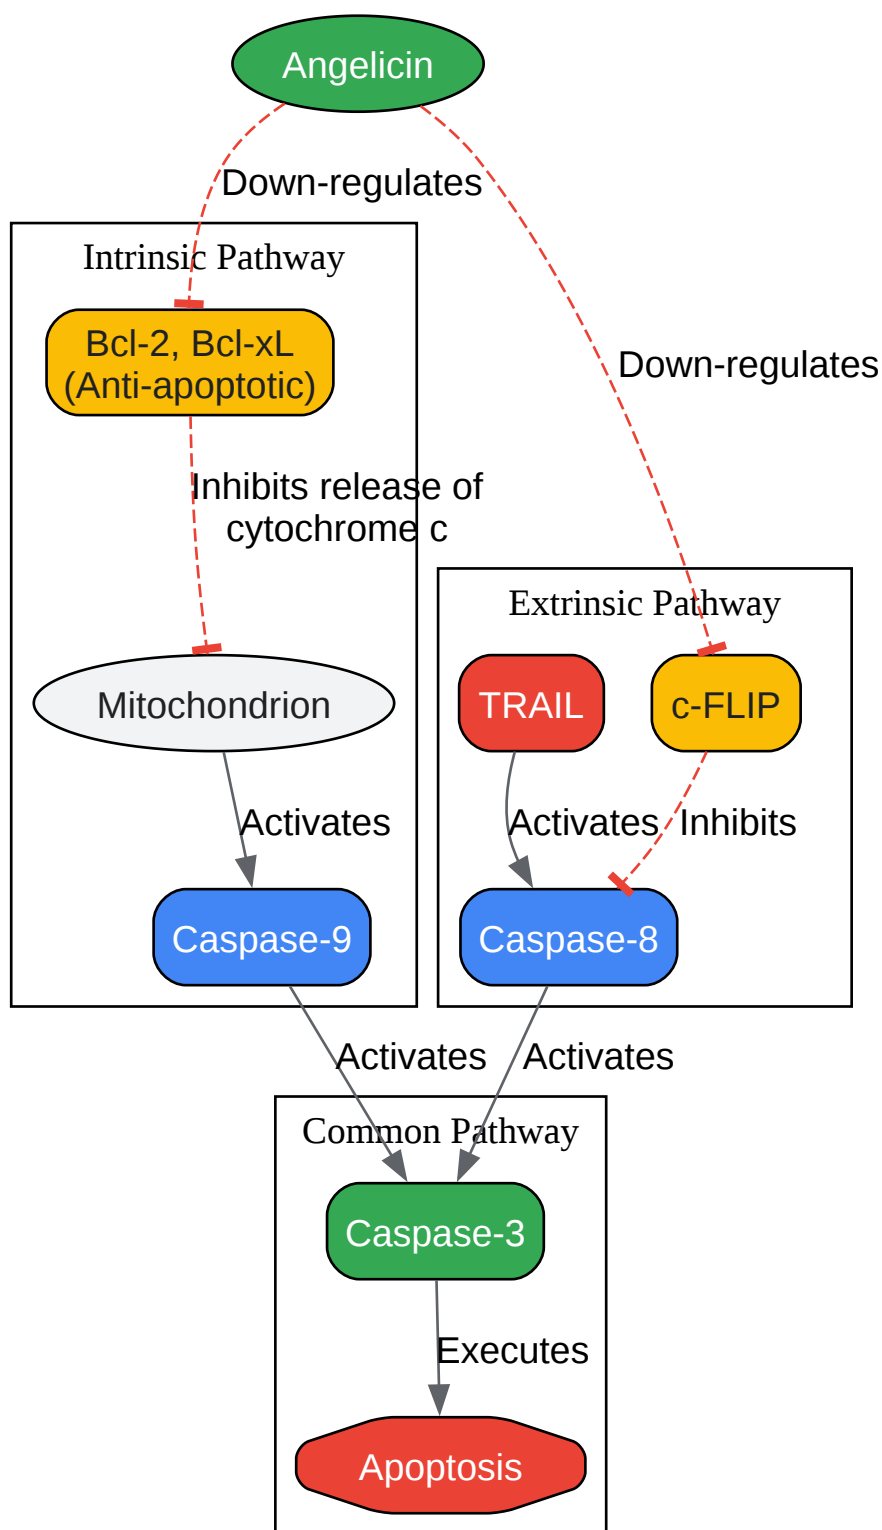 Angelicin
Down-regulates
Intrinsic Pathway
Bcl-2, Bcl-xL
(Anti-apoptotic)
Down-regulates
Inhibits release of
cytochrome c
Extrinsic Pathway
Mitochondrion
TRAIL
c-FLIP
Activates
Activates
Inhibits
Caspase-9
Caspase-8
Activates
Activates
Common Pathway
Caspase-3
Executes
Apoptosis